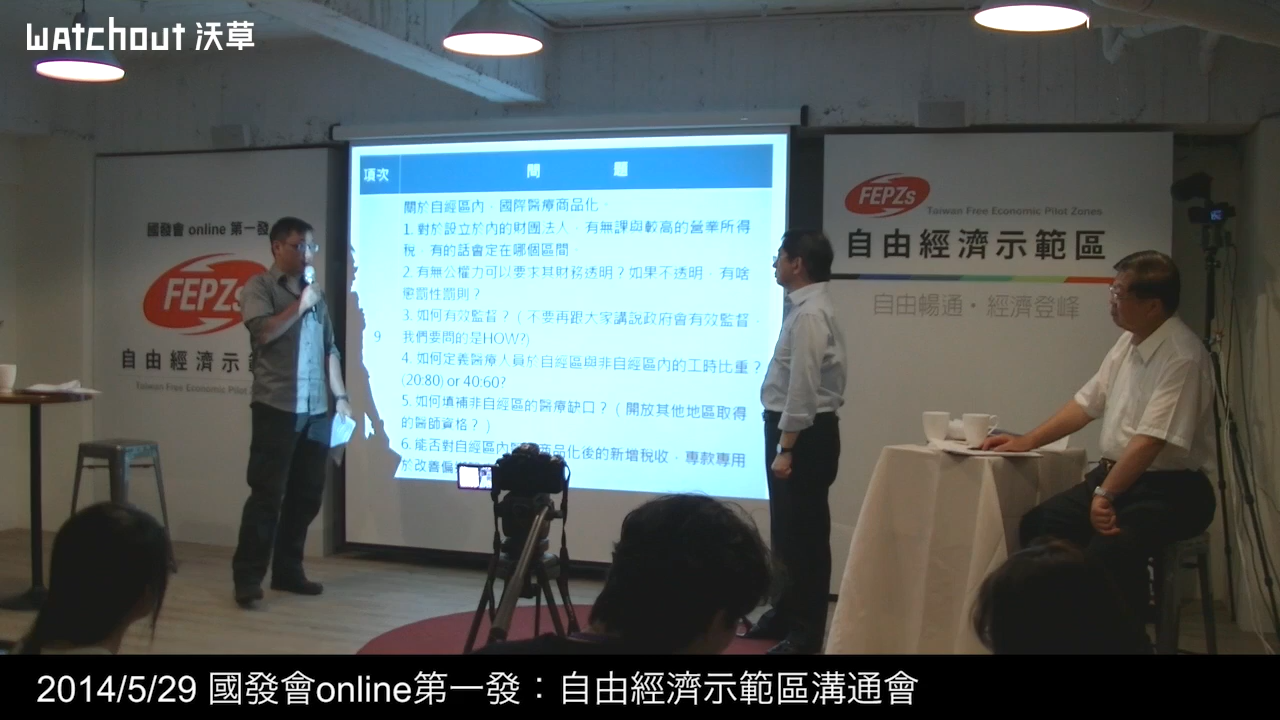 watchout 沃草
國發會 online 第一發
FEPZs
自由經濟示範
Taiwan Free Economic Pilot
項次 問題
關於自經區內，國際醫療商品化。
1. 對於設立於內的財團法人，有無課與較高的營業所得
稅，有的話會定在哪個區間。
2. 有無公權力可以要求其財務透明？如果不透明，有啥
懲罰性罰則？
3. 如何有效監督？（不要再跟大家講說政府會有效監督，
9 我們要問的是HOW?)
4. 如何定義醫療人員於自經區與非自經區內的工時比重？
(20:80) or 40:60?
5. 如何填補非自經區的醫療缺口？（開放其他地區取得
的醫師資格？）
6. 能否對自經區內醫 商品化後的新增稅收，專款專用
於改善偏
FEPZs
Taiwan Free Economic Pilot Zones
自由經濟示範區
自由暢通・經濟登峰
2014/5/29 國發會online第一發：自由經濟示範區溝通會